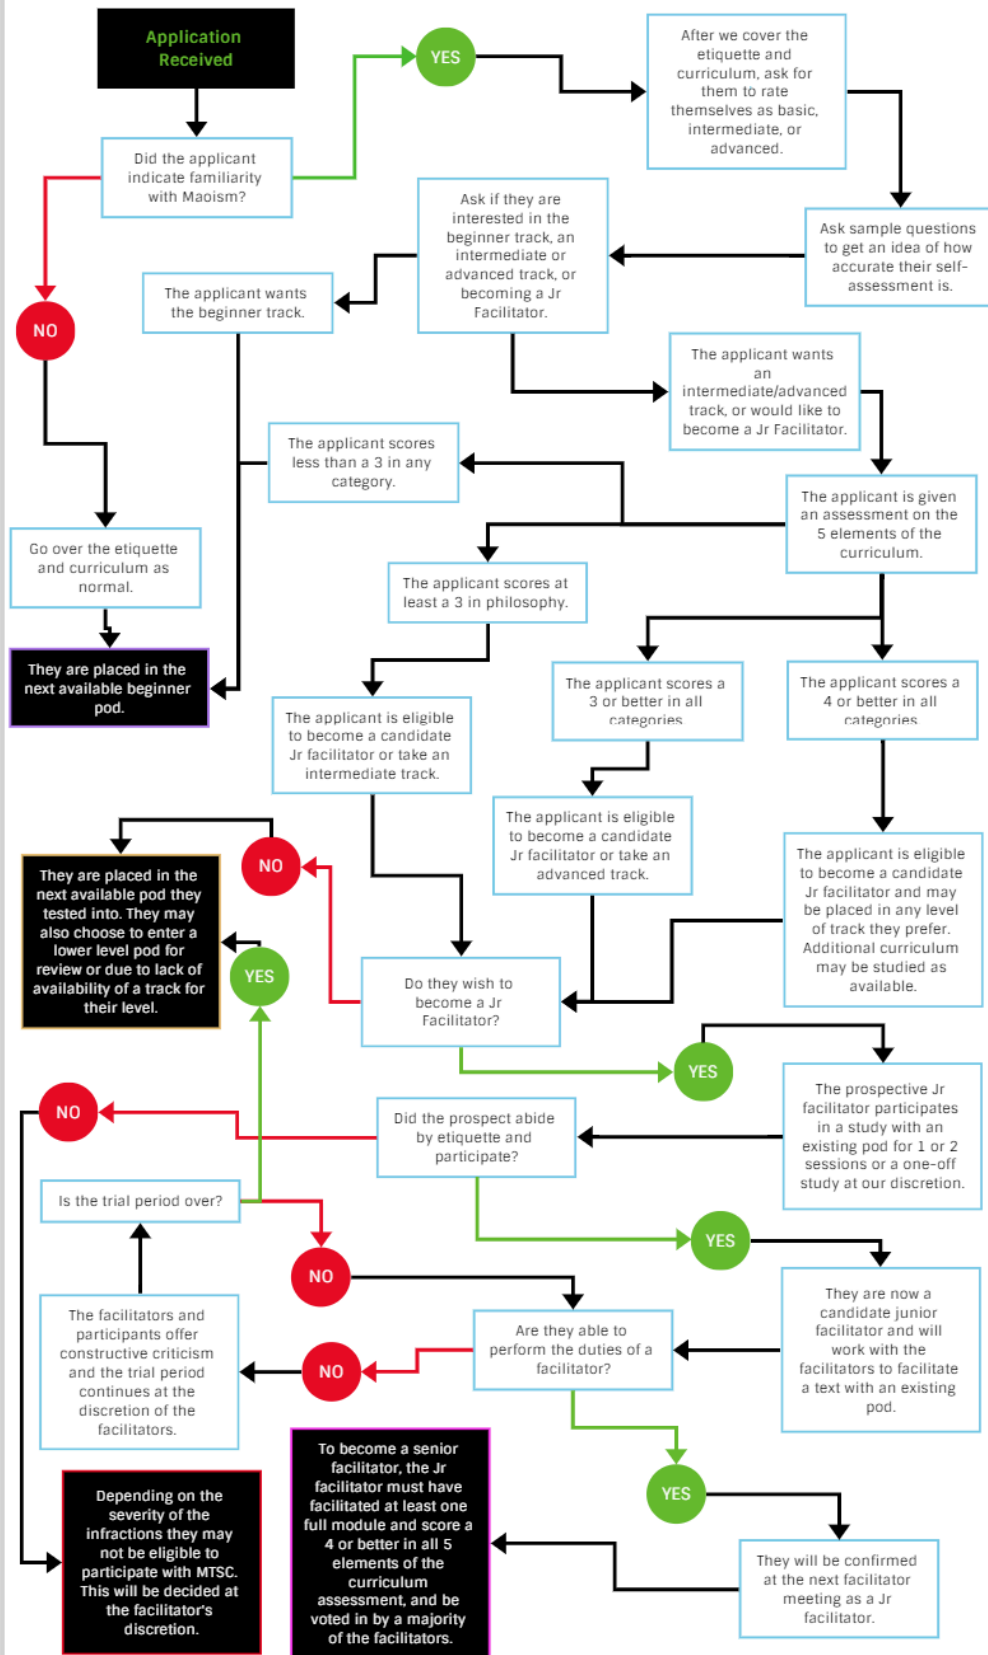 Application
Received
YES
After we cover the
etiquette and
curriculum, ask for
them to rate
themselves as basic,
intermediate, or
advanced.
Did the applicant
indicate familiarity
with Maoism?
Ask if they are
interested in the
beginner track, an
intermediate or
advanced track, or
becoming a Jr
Facilitator.
Ask sample questions
to get an idea of how
accurate their self-
assessment is.
The applicant wants
the beginner track.
NO
The applicant wants
an
intermediate/advanced
track, or would like to
become a Jr Facilitator.
The applicant scores
less than a 3 in any
category.
The applicant is given
an assessment on the
5 elements of the
curriculum.
Go over the etiquette
and curriculum as
normal.
The applicant scores at
least a 3 in philosophy.
They are placed in the
next available beginner
pod.
The applicant scores a
3 or better in all
categories
The applicant scores a
4 or better in all
categories
The applicant is eligible
to become a candidate
Jr facilitator or take an
intermediate track.
The applicant is eligible
to become a candidate
Jr facilitator or take an
advanced track.
The applicant is eligible
to become a candidate
Jr facilitator and may
be placed in any level
of track they prefer.
Additional curriculum
may be studied as
available.
NO
They are placed in the
next available pod they
tested into. They may
also choose to enter a
lower level pod for
review or due to lack of
availability of a track for
their level.
YES
Do they wish to
become a Jr
Facilitator?
YES
The prospective Jr
facilitator participates
in a study with an
existing pod for 1 or 2
sessions or a one-off
study at our discretion.
NO
Did the prospect abide
by etiquette and
participate?
Is the trial period over?
YES
NO
They are now a
candidate junior
facilitator and will
work with the
facilitators to facilitate
a text with an existing
pod.
The facilitators and
participants offer
constructive criticism
and the trial period
continues at the
discretion of the
facilitators.
NO
Are they able to
perform the duties of a
facilitator?
To become a senior
facilitator, the Jr
facilitator must have
facilitated at least one
full module and score a
4 or better in all 5
elements of the
curriculum
assessment, and be
voted in by a majority
of the facilitators.
YES
Depending on the
severity of the
infractions they may
not be eligible to
participate with MTSC.
This will be decided at
the facilitator's
discretion.
They will be confirmed
at the next facilitator
meeting as a Jr
facilitator.